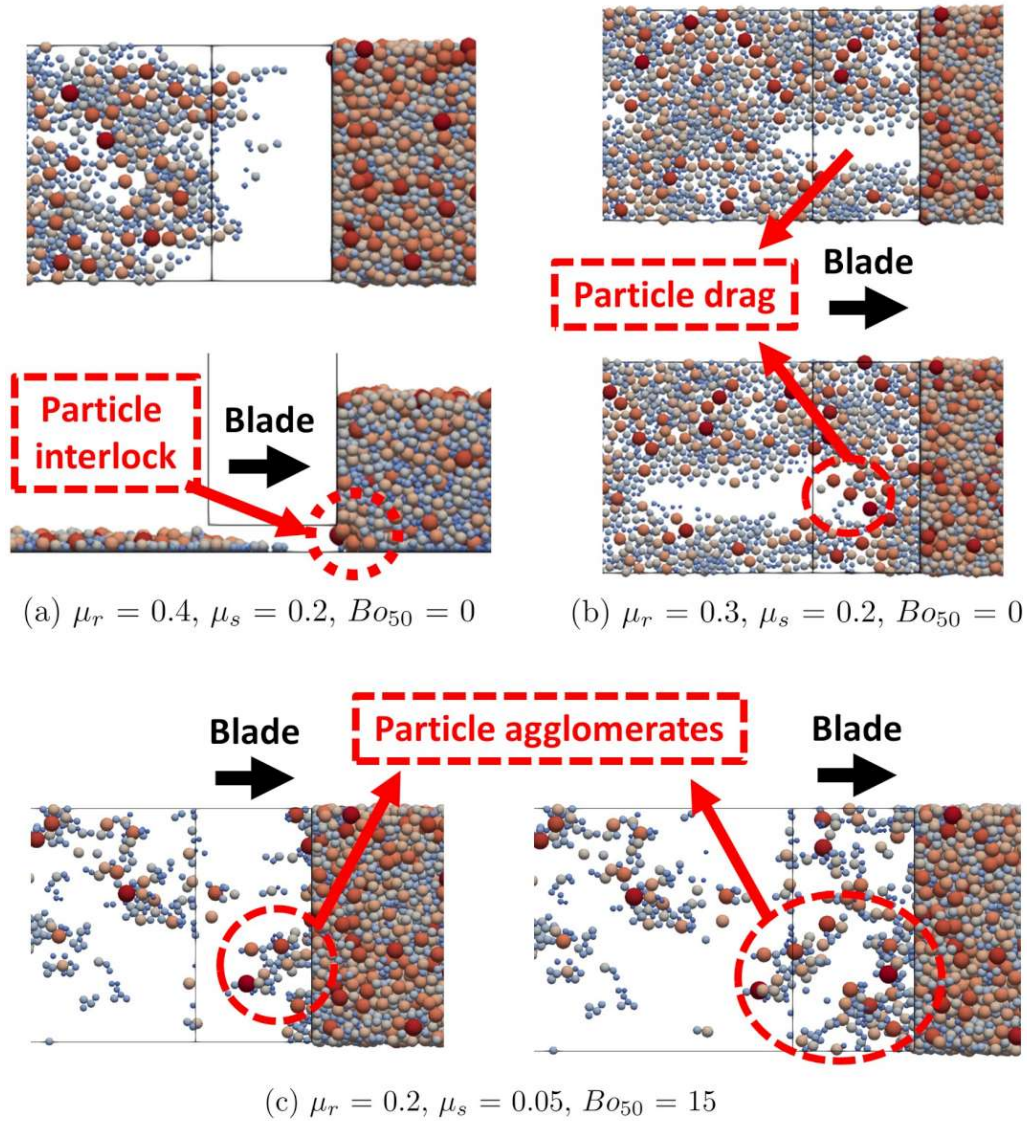 Blade
Particle drag
Particle
interlock
Blade
(a) μr = 0.4, μs = 0.2, Bo50 = 0
(b) μr = 0.3, μs = 0.2, Bo50 = 0
Blade
Particle agglomerates
Blade
(c) μr = 0.2, μs = 0.05, Bo50 = 15